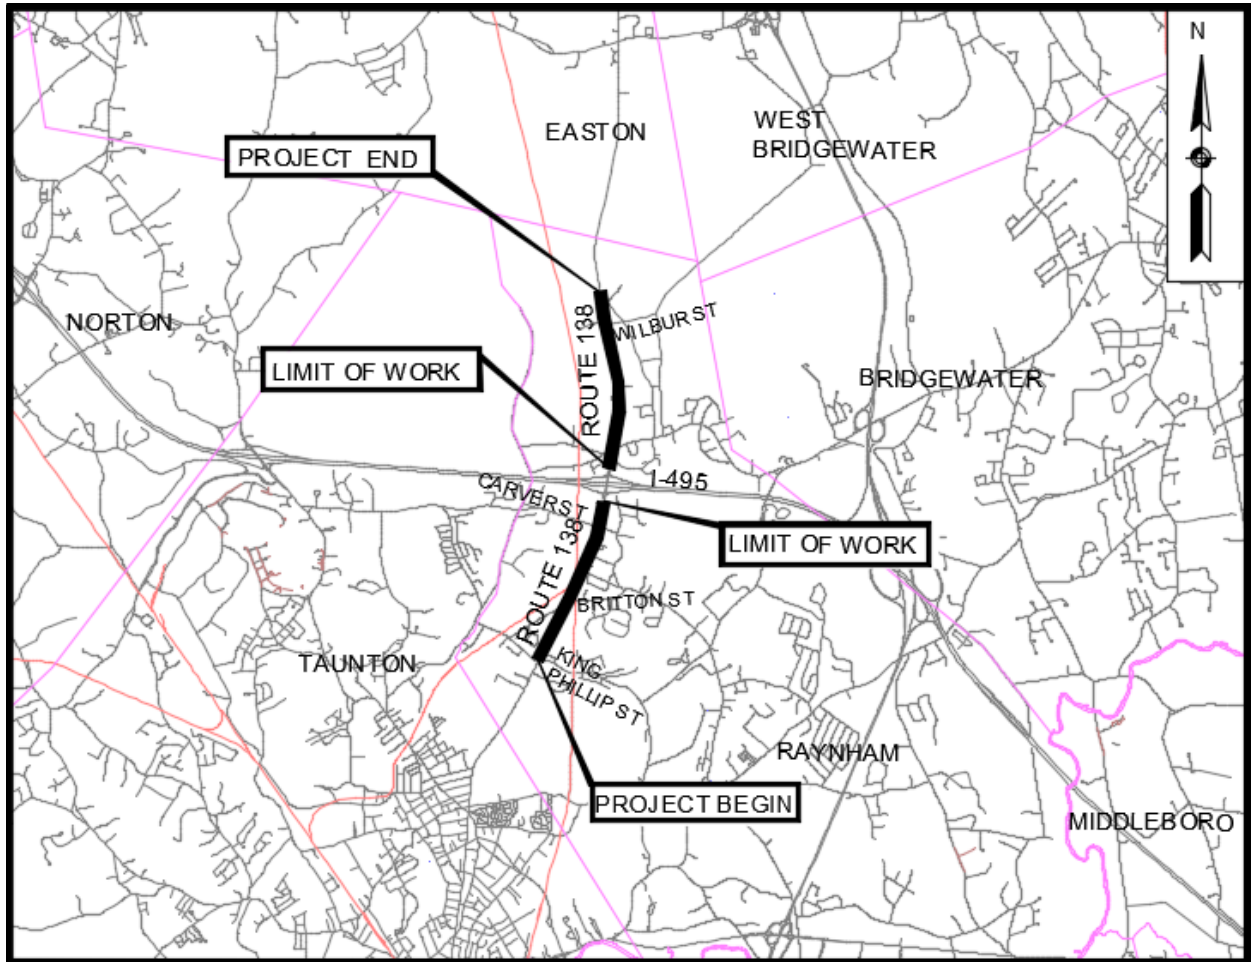 N
EASTON
WEST
BRIDGEWATER
PROJECT END
NORTON
ROUTE 138
WILBUR ST
LIMIT OF WORK
BRIDGEWATER
I-495
CARVER ST
LIMIT OF WORK
ROUTE 138
BRITTON ST
TAUNTON
KING
PHILLIP ST
RAYNHAM
PROJECT BEGIN
MIDDLEBORO